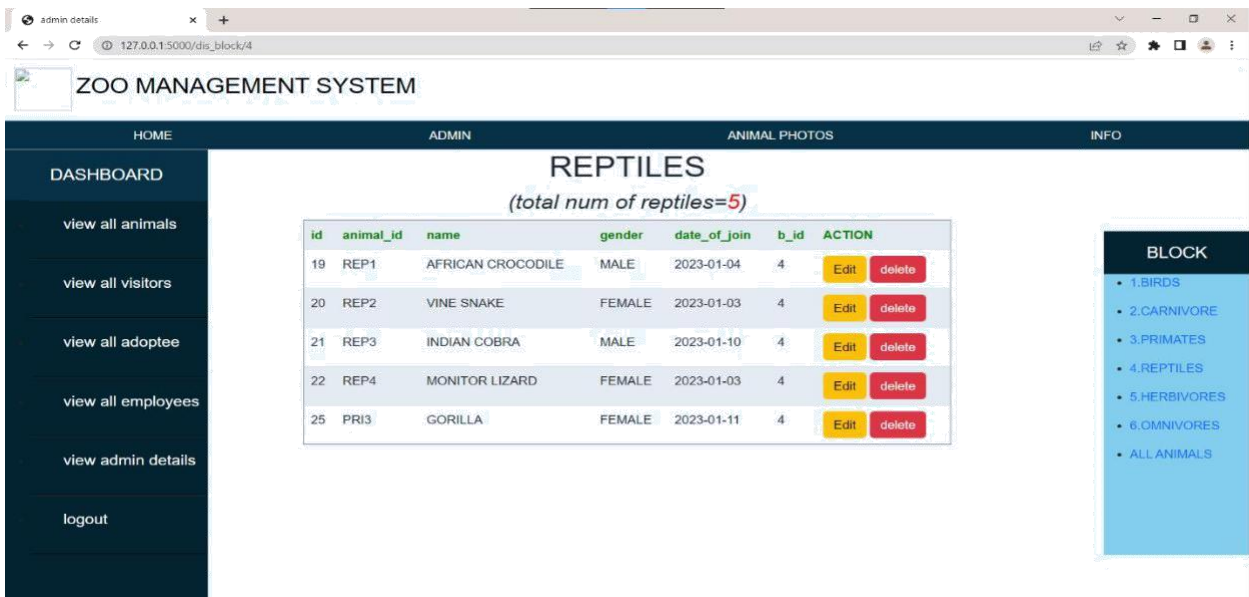 admin details
127.0.0.1:5000/dis_block/4
ZOO MANAGEMENT SYSTEM
HOME ADMIN ANIMAL PHOTOS INFO
DASHBOARD
view all animals
view all visitors
view all adoptee
view all employees
view admin details
logout
REPTILES
(total num of reptiles=5)
id animal_id name gender date_of_join b_id ACTION
19 REP1 AFRICAN CROCODILE MALE 2023-01-04 4 Edit delete
20 REP2 VINE SNAKE FEMALE 2023-01-03 4 Edit delete
21 REP3 INDIAN COBRA MALE 2023-01-10 4 Edit delete
22 REP4 MONITOR LIZARD FEMALE 2023-01-03 4 Edit delete
25 PRI3 GORILLA FEMALE 2023-01-11 4 Edit delete
BLOCK
1.BIRDS
2.CARNIVORE
3.PRIMATES
4.REPTILES
5.HERBIVORES
6.OMNIVORES
ALL ANIMALS